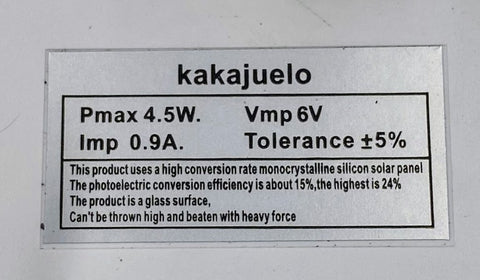 kakajuelo
Pmax 4.5W. Vmp 6V
Imp 0.9A. Tolerance ±5%
This product uses a high conversion rate monocrystalline silicon solar panel
The photoelectric conversion efficiency is about 15%,the highest is 24%
The product is a glass surface,
Can't be thrown high and beaten with heavy force